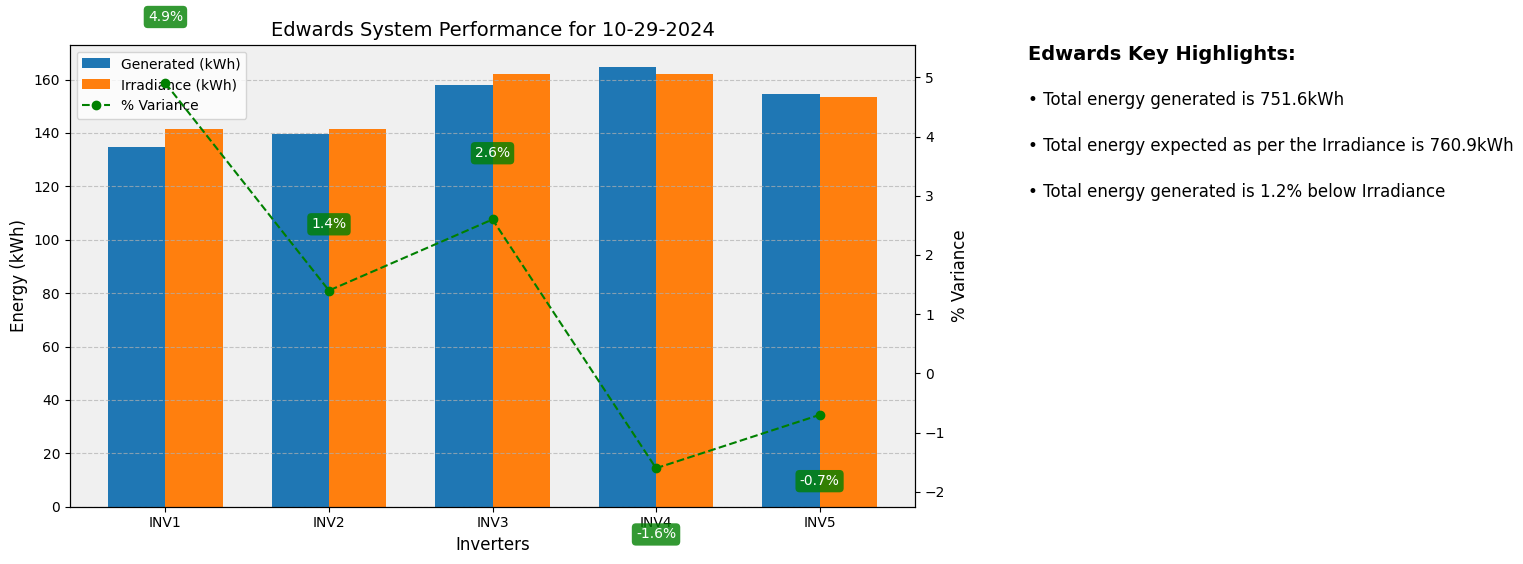 4.9%
Edwards System Performance for 10-29-2024
Generated (kWh)
Irradiance (kWh)
% Variance
160
140
120
100
80
60
40
20
0
Energy (kWh)
1.4%
2.6%
-1.6%
-0.7%
5
4
3
2
1
0
−1
−2
% Variance
INV1
INV2
INV3
INV4
INV5
Inverters
Edwards Key Highlights:
• Total energy generated is 751.6kWh
• Total energy expected as per the Irradiance is 760.9kWh
• Total energy generated is 1.2% below Irradiance